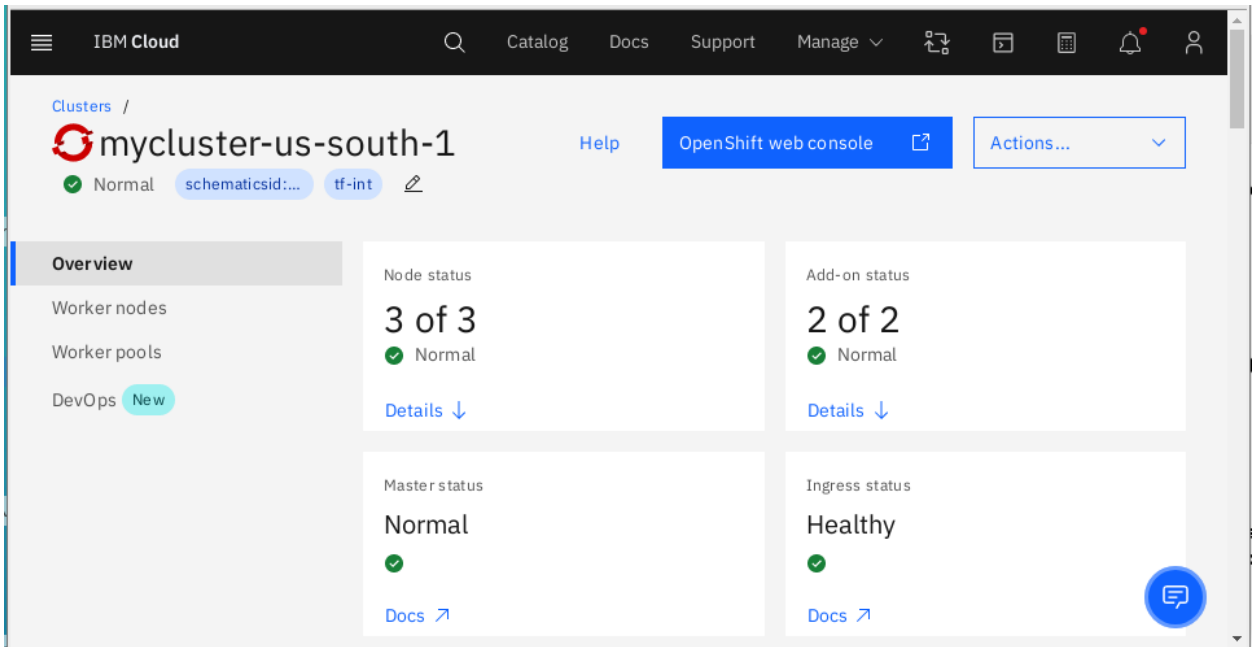 IBM Cloud
Catalog
Docs
Support
Manage
Clusters /
mycluster-us-south-1
Help
OpenShift web console
Actions...
Normal
schematicsid:...
tf-int
Overview
Worker nodes
Worker pools
DevOps New
Node status
3 of 3
Normal
Details
Add-on status
2 of 2
Normal
Details
Master status
Normal
Docs
Ingress status
Healthy
Docs